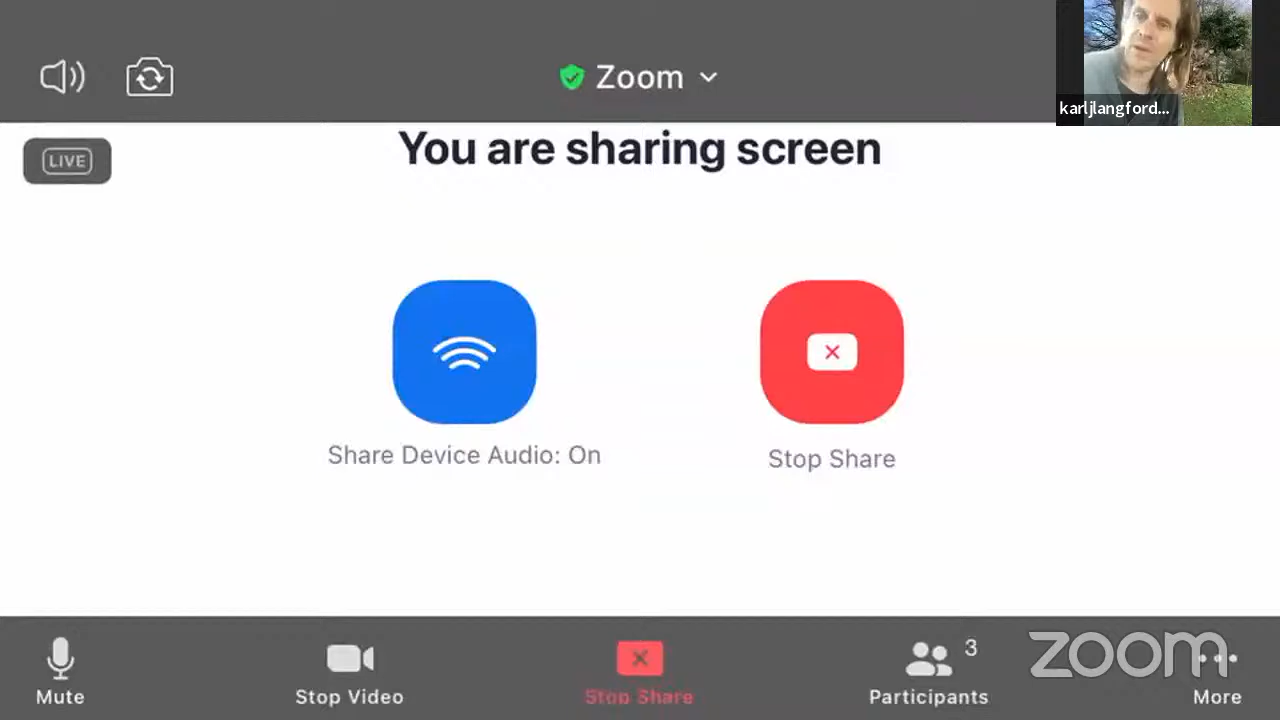 Zoom
karljlangford...
LIVE
You are sharing screen
Share Device Audio: On
Stop Share
3
zoom
Mute
Stop Video
Stop Share
Participants
More